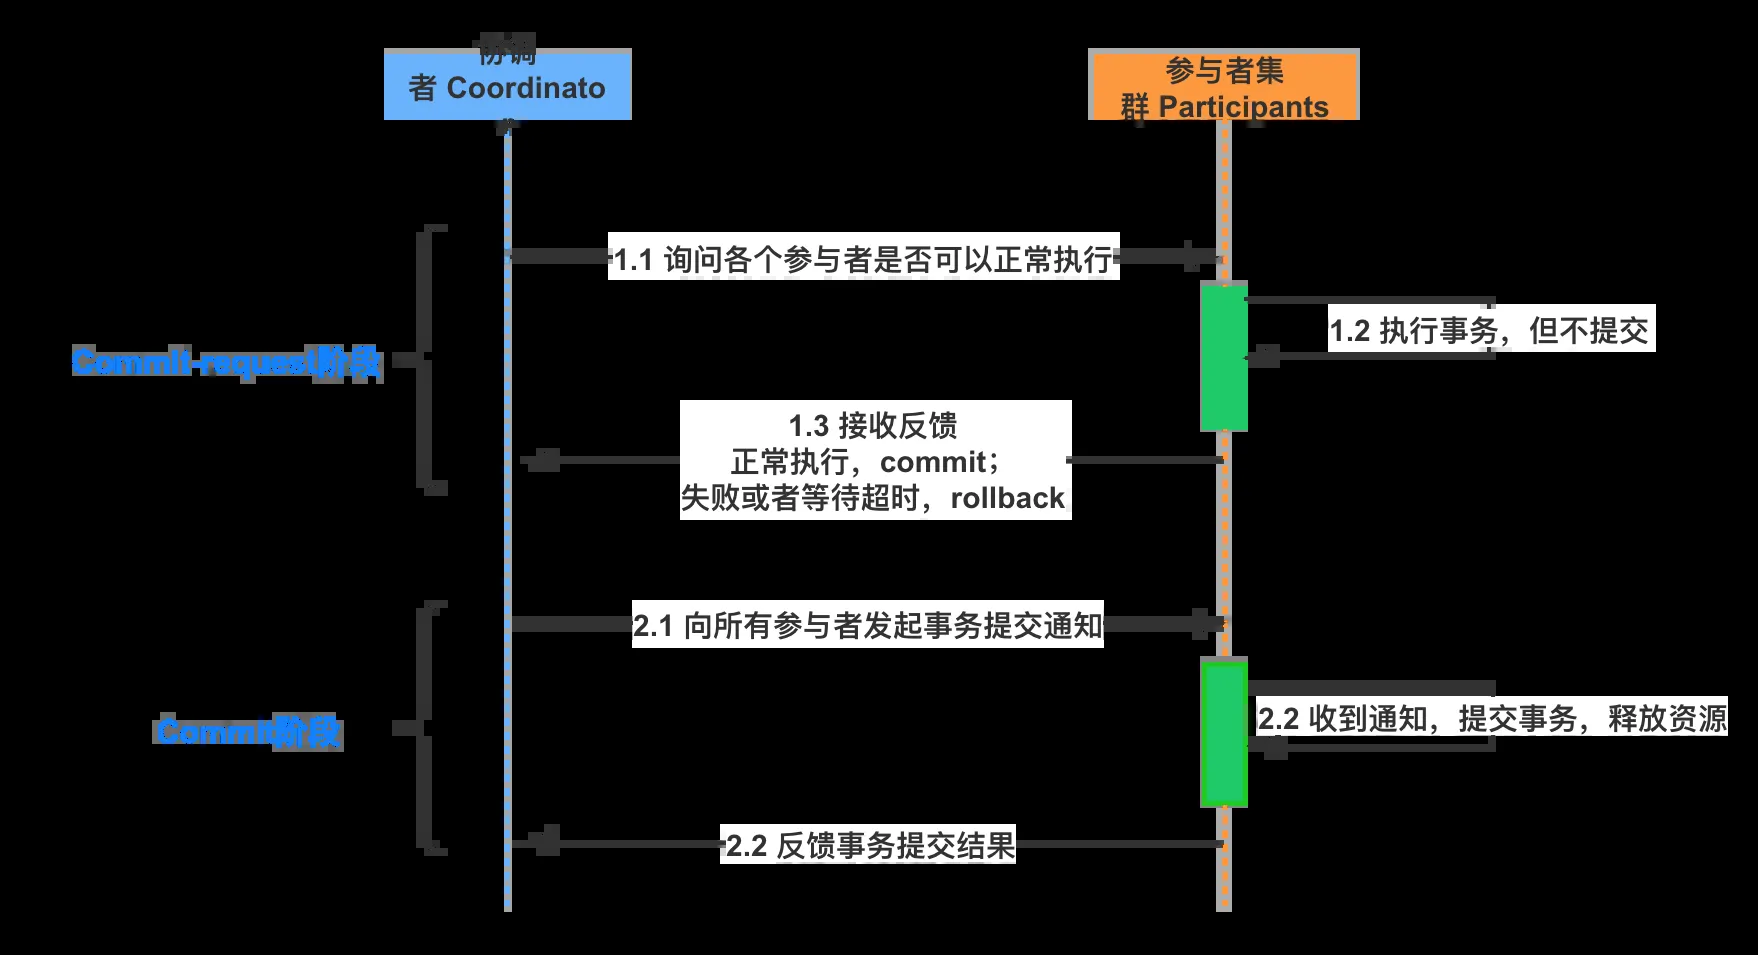 协调
者 Coordinato
参与者集
群 Participants
1.1 询问各个参与者是否可以正常执行
1.2 执行事务，但不提交
Commit-request阶段
1.3 接收反馈
正常执行，commit；
失败或者等待超时，rollback
2.1 向所有参与者发起事务提交通知
2.2 收到通知，提交事务，释放资源
Commit阶段
2.2 反馈事务提交结果